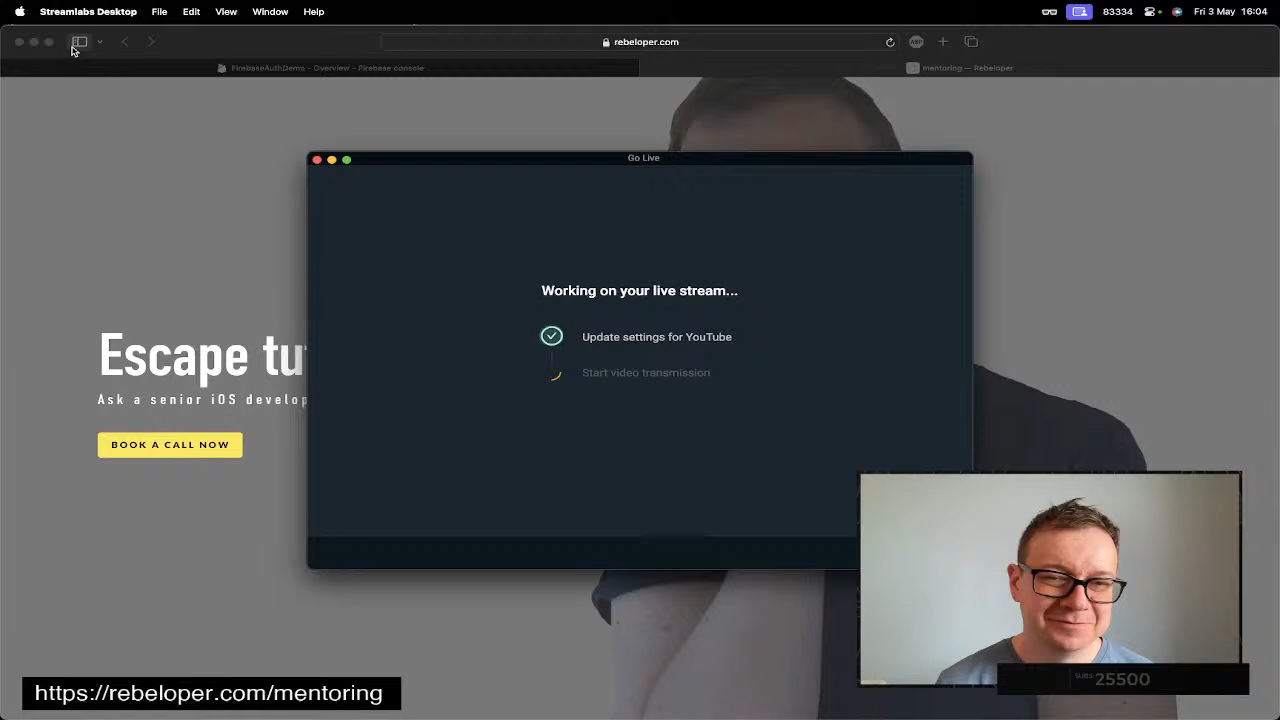 Streamlabs Desktop File Edit View Window Help 83334 Fri 3 May 16:04
rebeloper.com ABP
FirebaseAuthDemo – Overview – Firebase console
mentoring — Rebeloper
Go Live
Working on your live stream...
Update settings for YouTube
Start video transmission
Escape tu
Ask a senior iOS develop
BOOK A CALL NOW
SUBS 25500
https://rebeloper.com/mentoring